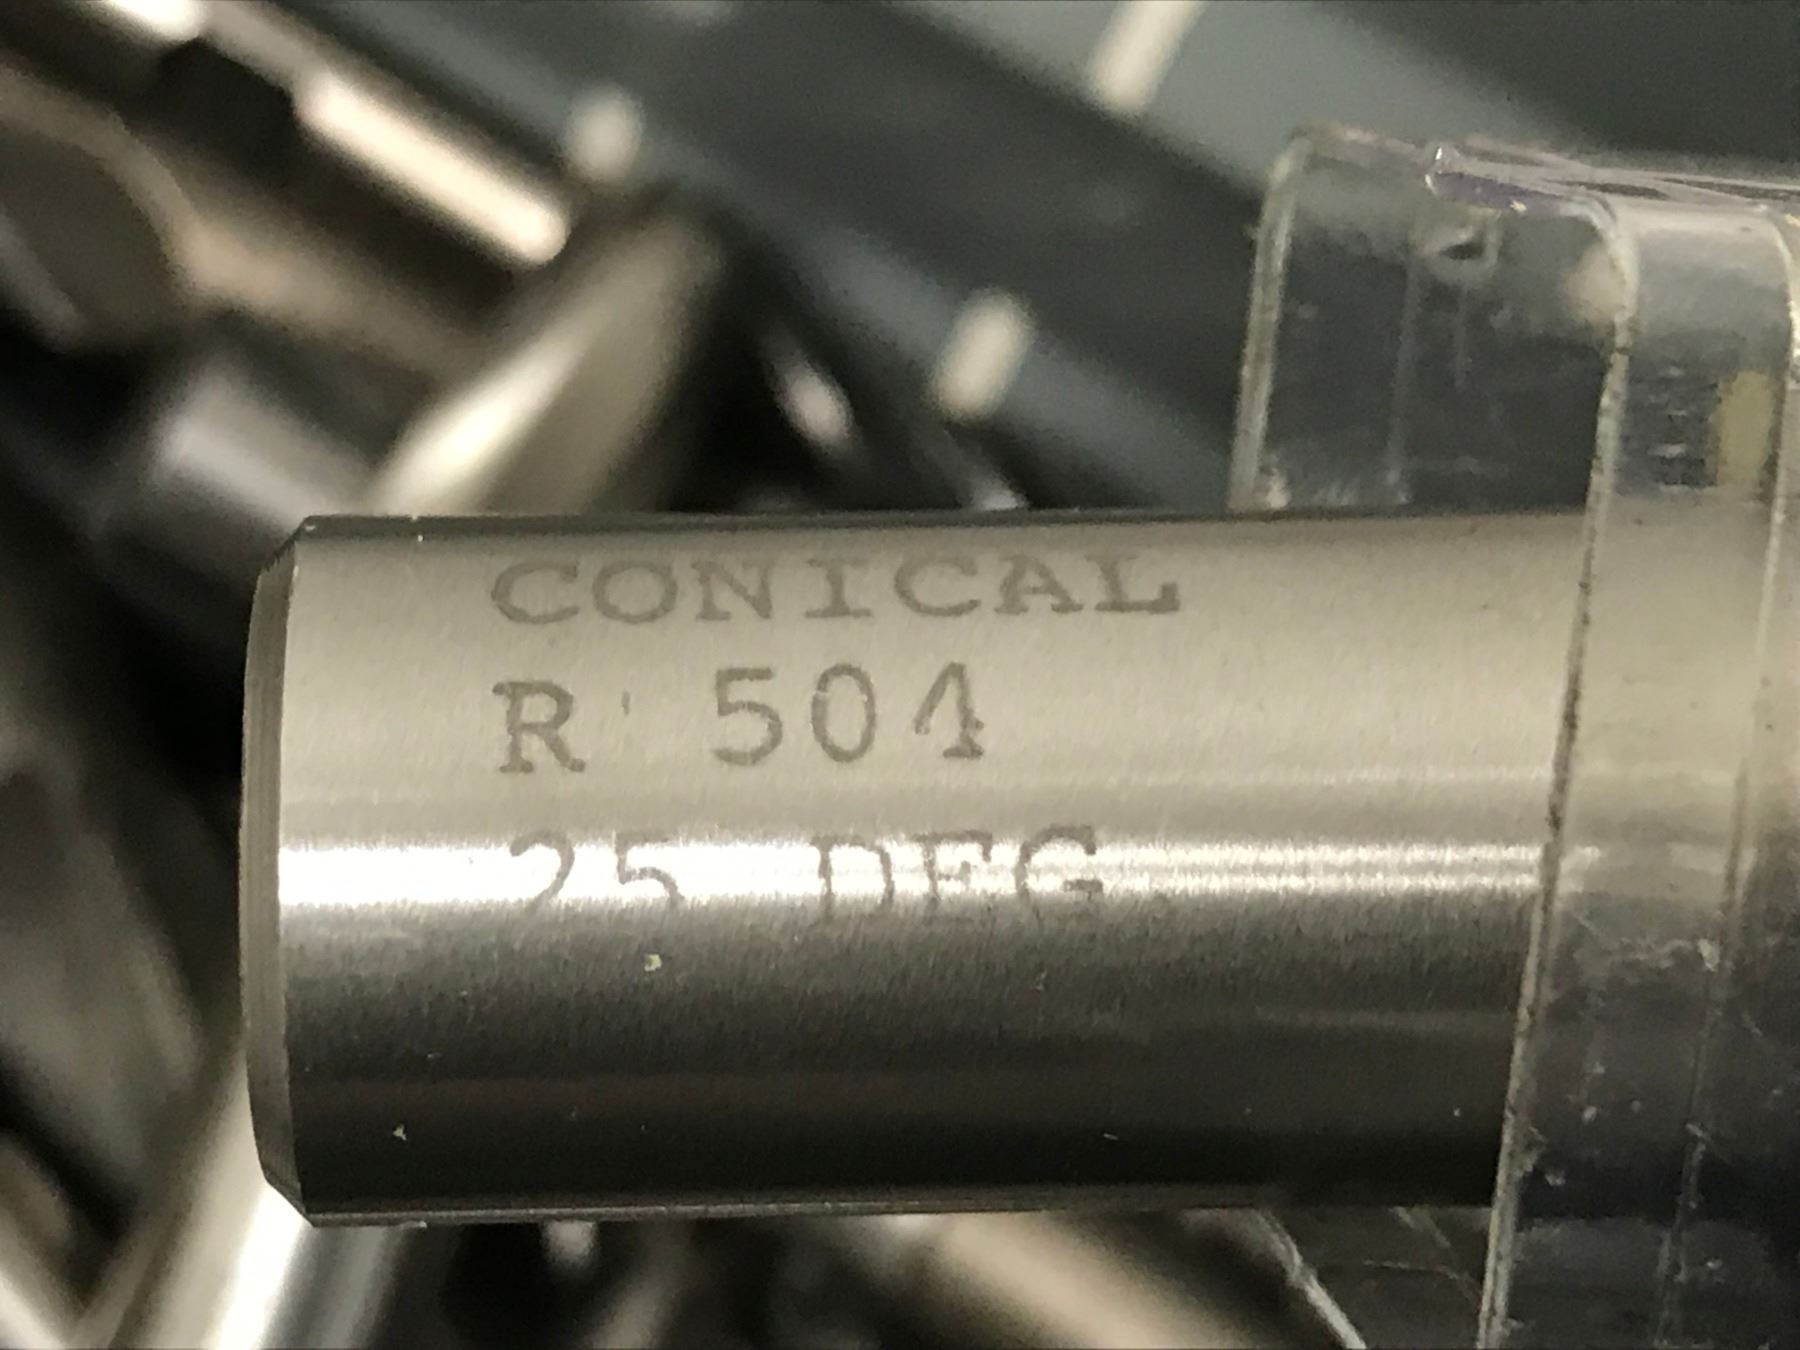 CONICAL
R 504
25 DEG